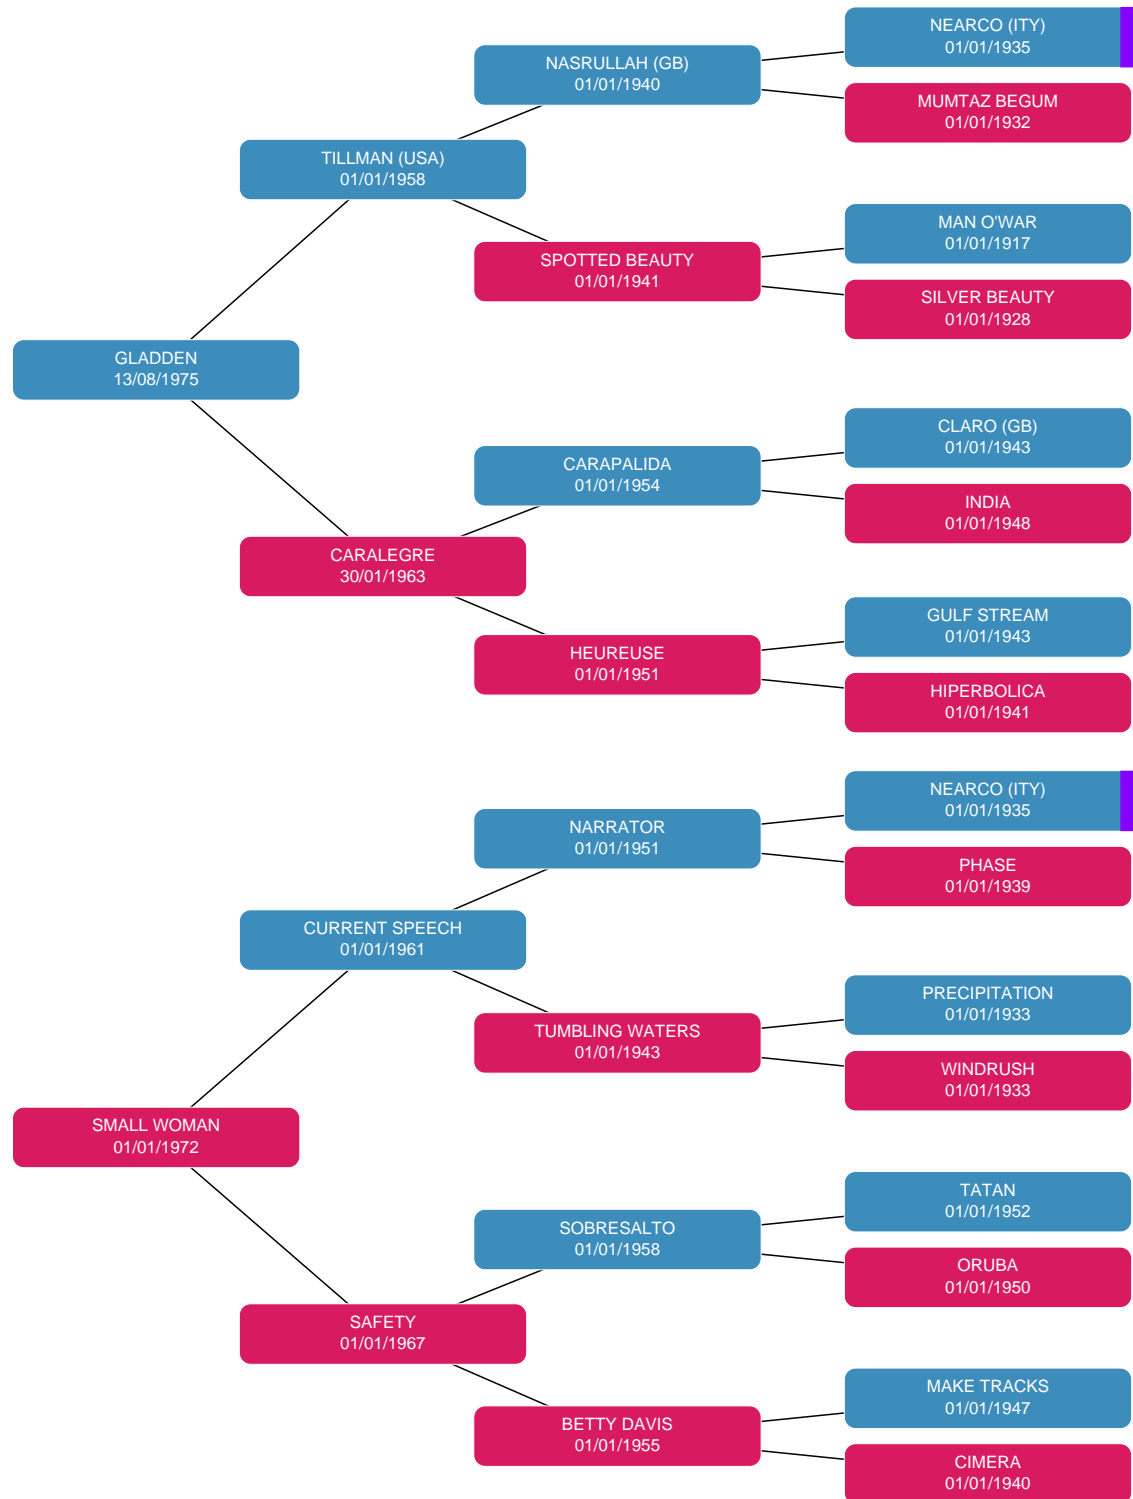 NEARCO (ITY)
01/01/1935
NASRULLAH (GB)
01/01/1940
MUMTAZ BEGUM
01/01/1932
TILLMAN (USA)
01/01/1958
MAN O'WAR
01/01/1917
SPOTTED BEAUTY
01/01/1941
SILVER BEAUTY
01/01/1928
GLADDEN
13/08/1975
CLARO (GB)
01/01/1943
CARAPALIDA
01/01/1954
INDIA
01/01/1948
CARALEGRE
30/01/1963
GULF STREAM
01/01/1943
HEUREUSE
01/01/1951
HIPERBOLICA
01/01/1941
NEARCO (ITY)
01/01/1935
NARRATOR
01/01/1951
PHASE
01/01/1939
CURRENT SPEECH
01/01/1961
PRECIPITATION
01/01/1933
TUMBLING WATERS
01/01/1943
WINDRUSH
01/01/1933
SMALL WOMAN
01/01/1972
TATAN
01/01/1952
SOBRESALTO
01/01/1958
ORUBA
01/01/1950
SAFETY
01/01/1967
MAKE TRACKS
01/01/1947
BETTY DAVIS
01/01/1955
CIMERA
01/01/1940